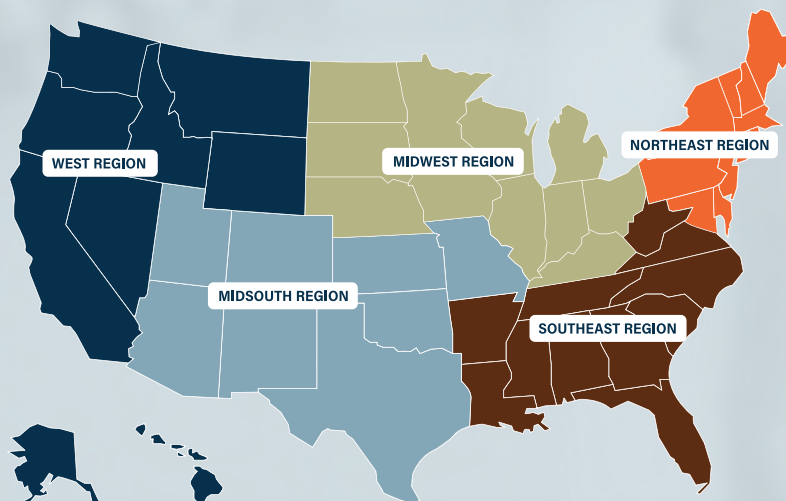 NORTHEAST REGION
WEST REGION
MIDWEST REGION
MIDSOUTH REGION
SOUTHEAST REGION